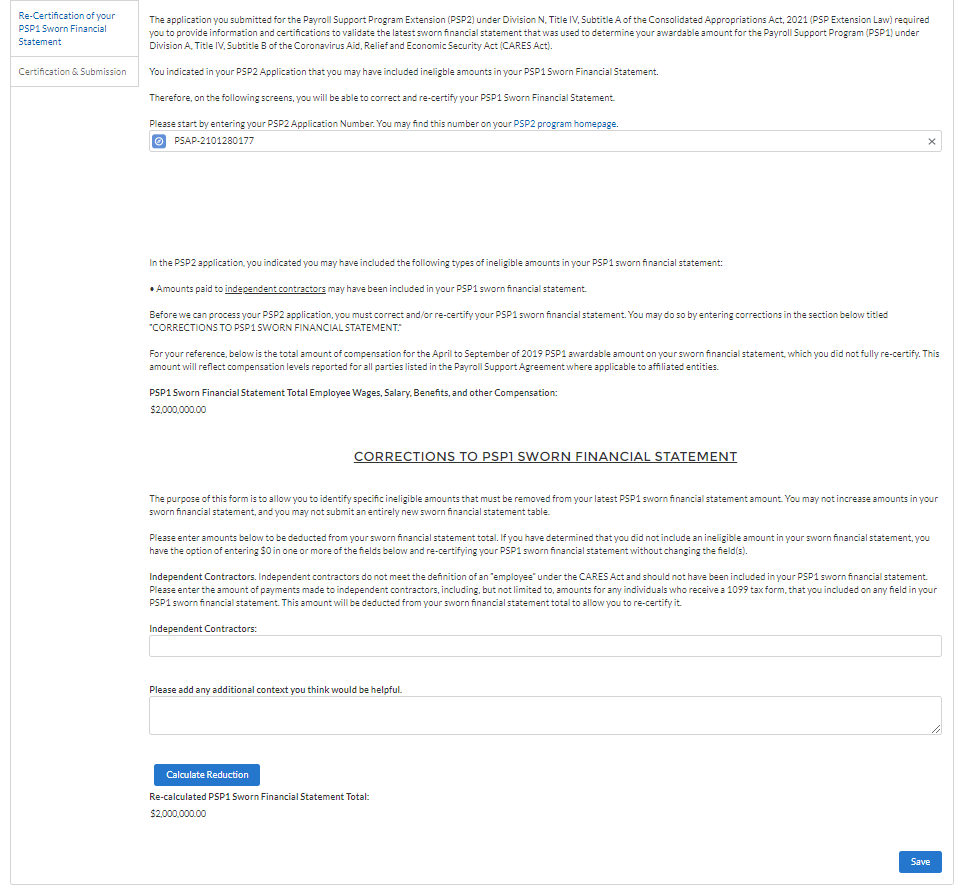 Re-Certification of your
PSP1 Sworn Financial
Statement
Certification & Submission
The application you submitted for the Payroll Support Program Extension (PSP2) under Division N, Title IV, Subtitle A of the Consolidated Appropriations Act, 2021 (PSP Extension Law) required
you to provide information and certifications to validate the latest sworn financial statement that was used to determine your awardable amount for the Payroll Support Program (PSP1) under
Division A, Title IV, Subtitle B of the Coronavirus Aid, Relief and Economic Security Act (CARES Act).
You indicated in your PSP2 Application that you may have included ineligible amounts in your PSP1 Sworn Financial Statement.
Therefore, on the following screens, you will be able to correct and re-certify your PSP1 Sworn Financial Statement.
Please start by entering your PSP2 Application Number. You may find this number on your PSP2 program homepage.
PSAP-2101280177
In the PSP2 application, you indicated you may have included the following types of ineligible amounts in your PSP1 sworn financial statement:
• Amounts paid to independent contractors may have been included in your PSP1 sworn financial statement.
Before we can process your PSP2 application, you must correct and/or re-certify your PSP1 sworn financial statement. You may do so by entering corrections in the section below titled
"CORRECTIONS TO PSP1 SWORN FINANCIAL STATEMENT."
For your reference, below is the total amount of compensation for the April to September of 2019 PSP1 awardable amount on your sworn financial statement, which you did not fully re-certify. This
amount will reflect compensation levels reported for all parties listed in the Payroll Support Agreement where applicable to affiliated entities.
PSP1 Sworn Financial Statement Total Employee Wages, Salary, Benefits, and other Compensation:
$2,000,000.00
CORRECTIONS TO PSP1 SWORN FINANCIAL STATEMENT
The purpose of this form is to allow you to identify specific ineligible amounts that must be removed from your latest PSP1 sworn financial statement amount. You may not increase amounts in your
sworn financial statement, and you may not submit an entirely new sworn financial statement table.
Please enter amounts below to be deducted from your sworn financial statement total. If you have determined that you did not include an ineligible amount in your sworn financial statement, you
have the option of entering $0 in one or more of the fields below and re-certifying your PSP1 sworn financial statement without changing the field(s).
Independent Contractors. Independent contractors do not meet the definition of an "employee" under the CARES Act and should not have been included in your PSP1 sworn financial statement.
Please enter the amount of payments made to independent contractors, including, but not limited to, amounts for any individuals who receive a 1099 tax form, that you included on any field in your
PSP1 sworn financial statement. This amount will be deducted from your sworn financial statement total to allow you to re-certify it.
Independent Contractors:
Please add any additional context you think would be helpful.
Calculate Reduction
Re-calculated PSP1 Sworn Financial Statement Total:
$2,000,000.00
Save